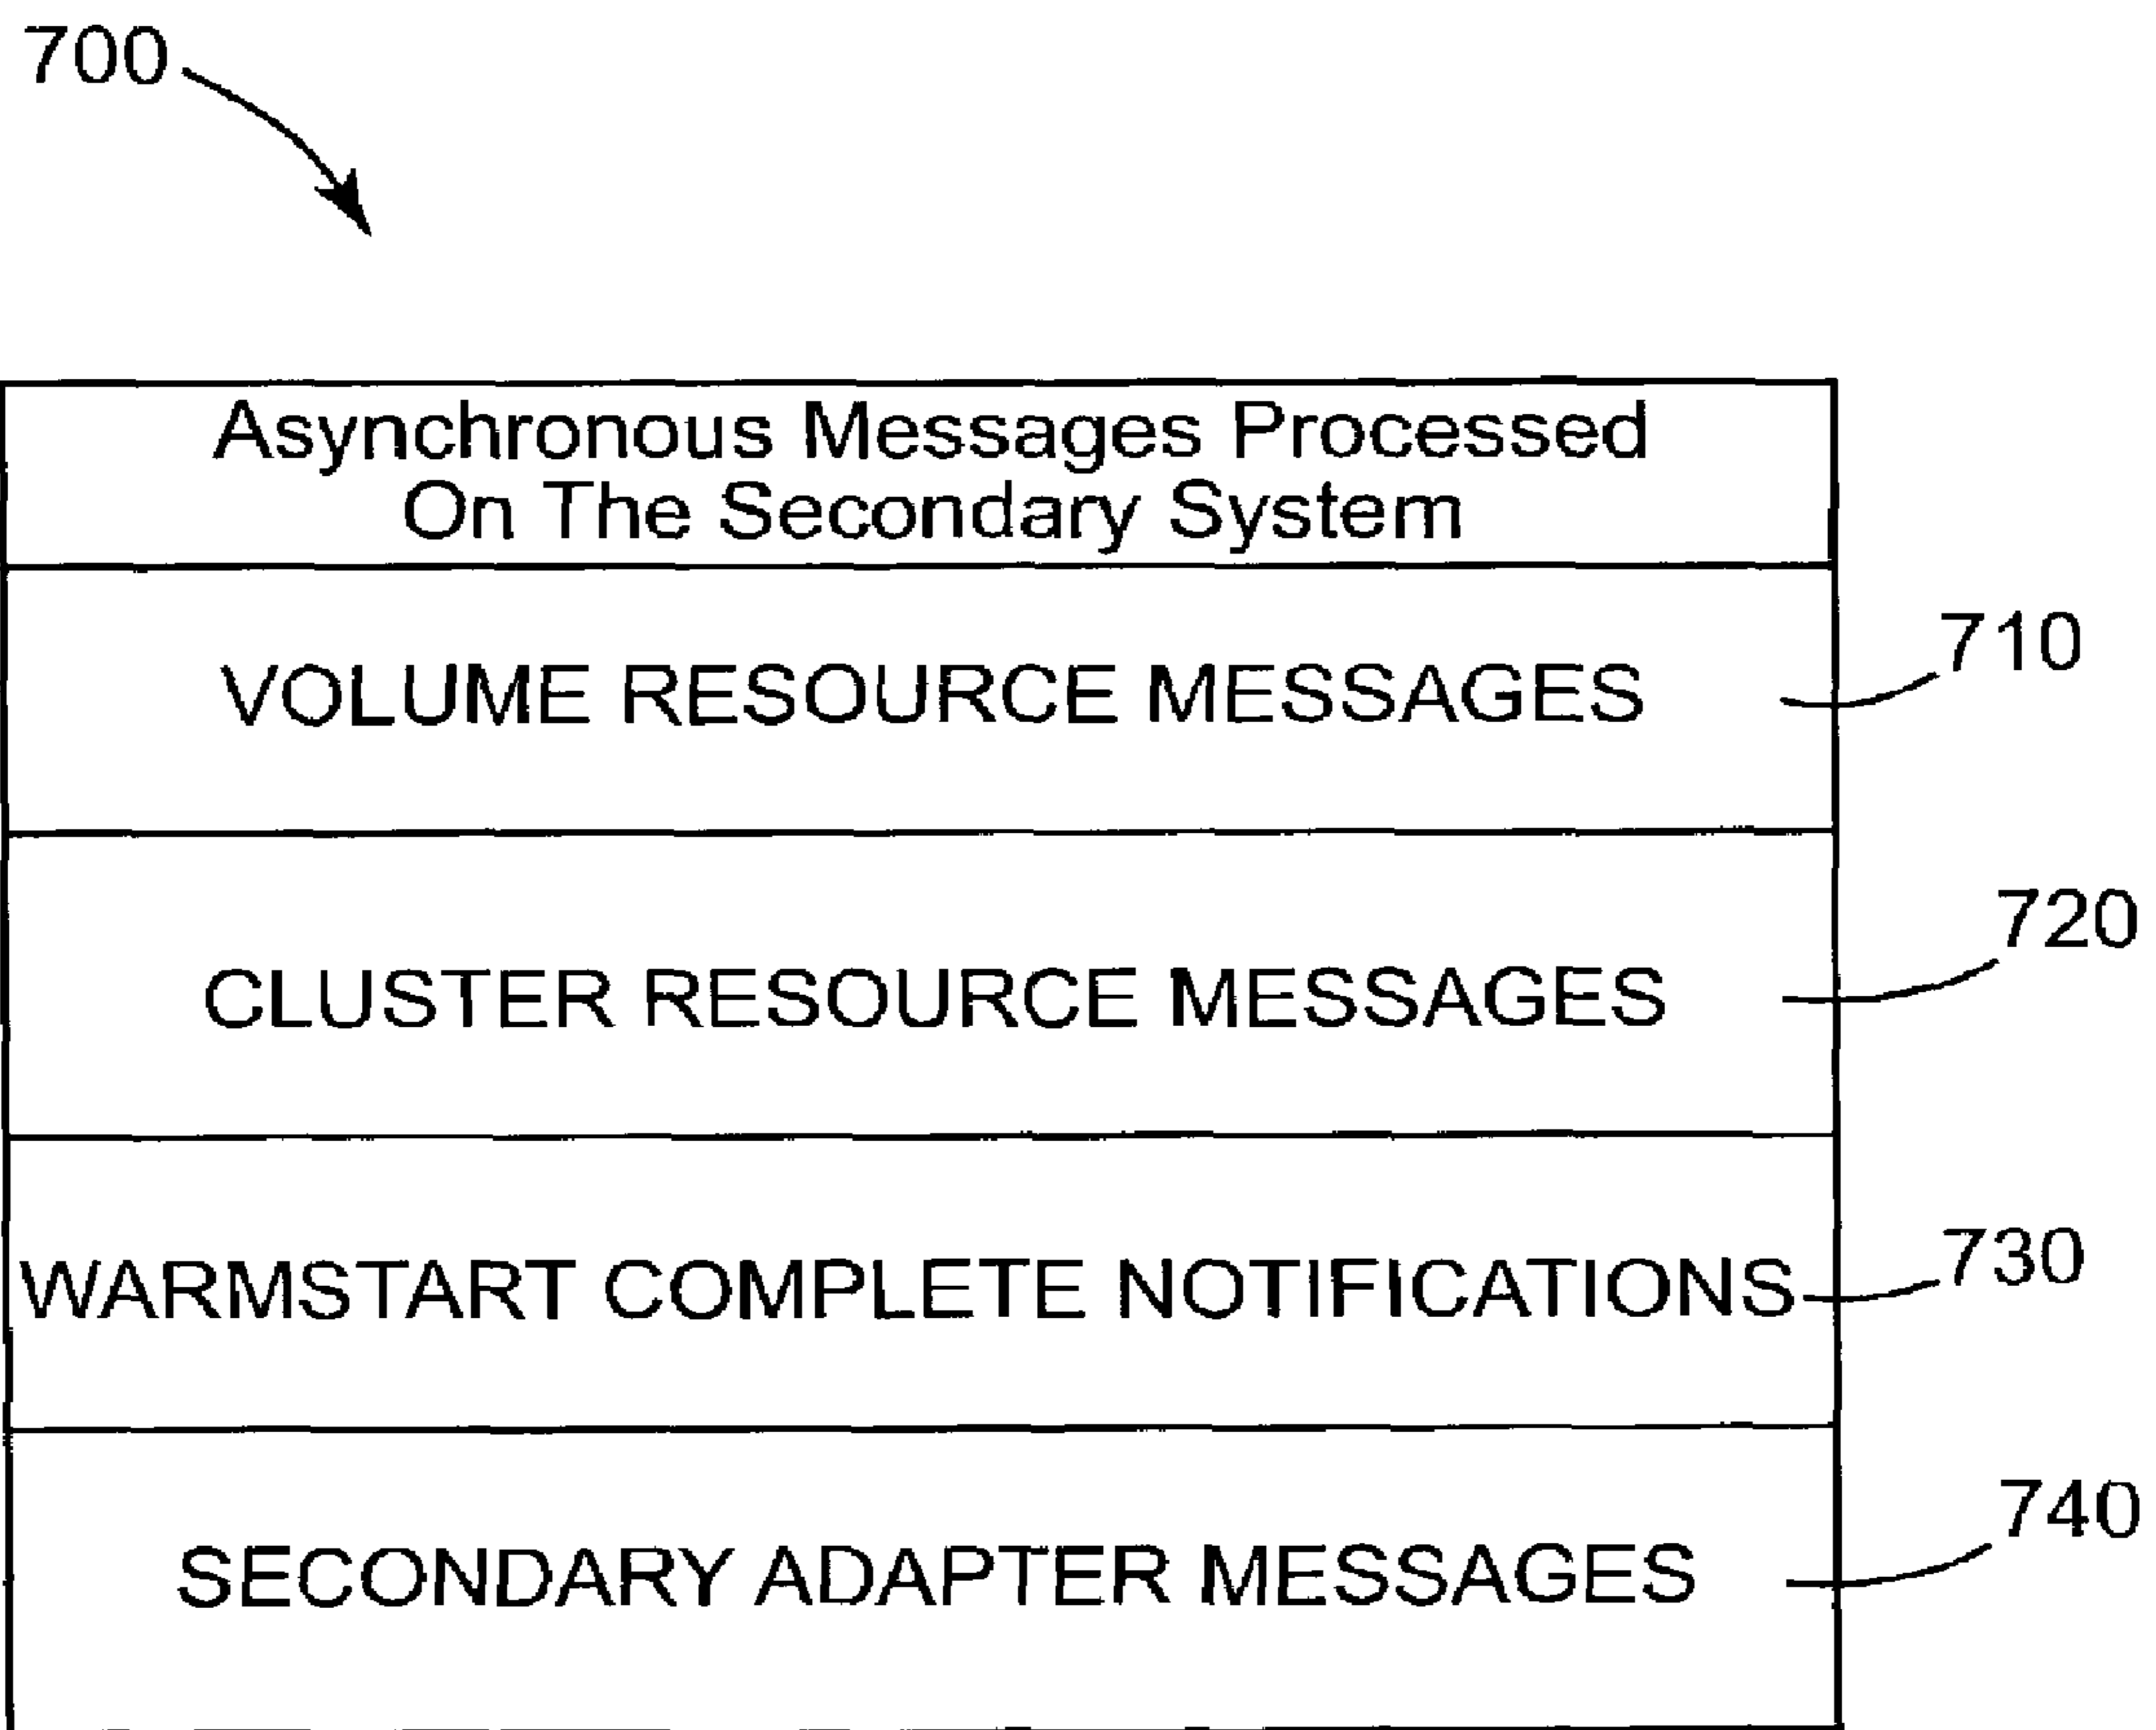 700
Asynchronous Messages Processed
On The Secondary System
VOLUME RESOURCE MESSAGES
710
CLUSTER RESOURCE MESSAGES
720
WARMSTART COMPLETE NOTIFICATIONS
730
SECONDARY ADAPTER MESSAGES
740